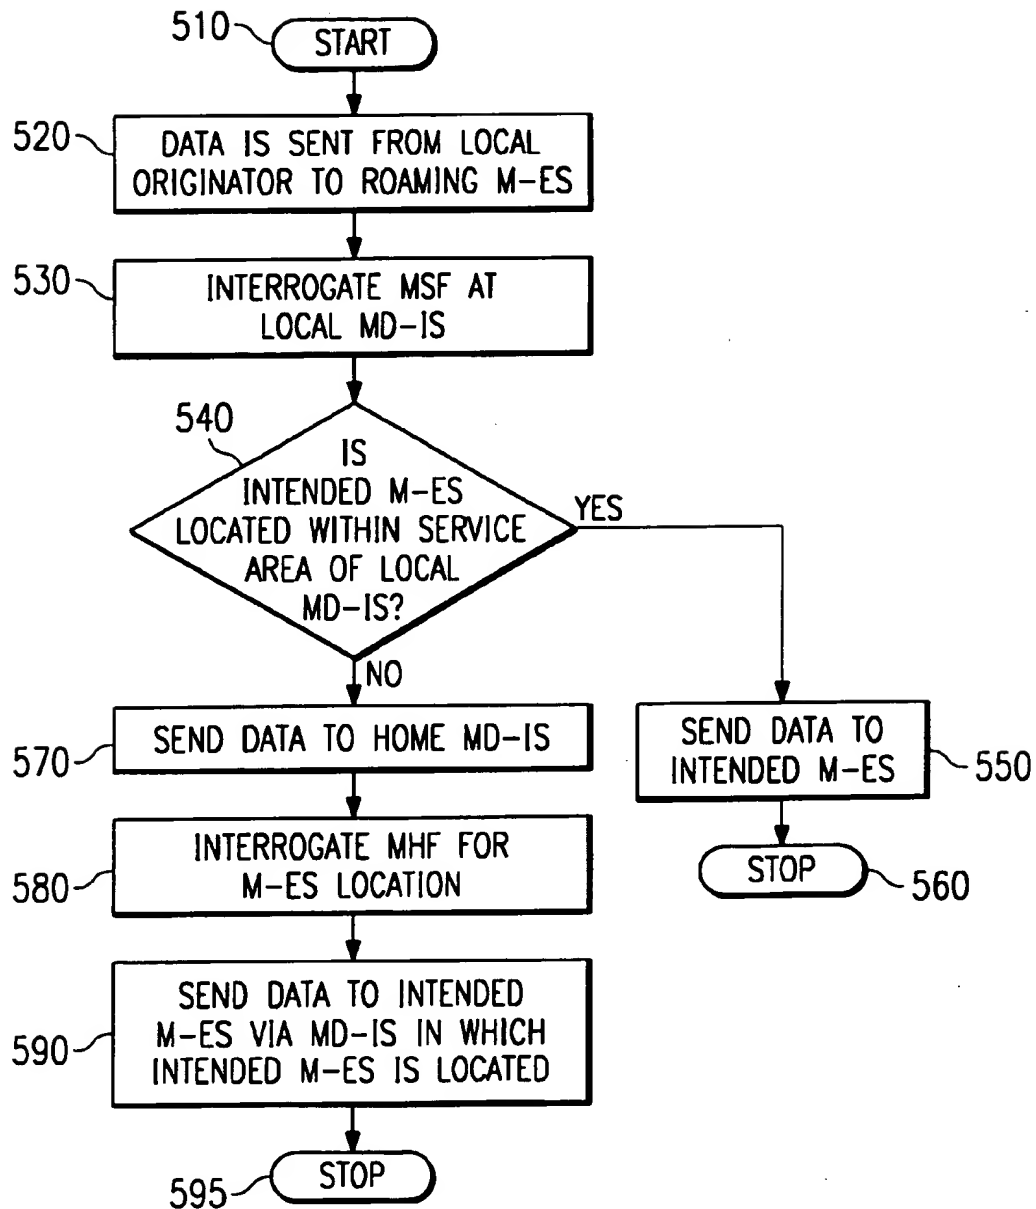 510
START
520
DATA IS SENT FROM LOCAL
ORIGINATOR TO ROAMING M-ES
530
INTERROGATE MSF AT
LOCAL MD-IS
540
IS
INTENDED M-ES
LOCATED WITHIN SERVICE
AREA OF LOCAL
MD-IS?
YES
NO
570
SEND DATA TO HOME MD-IS
SEND DATA TO
INTENDED M-ES
550
580
INTERROGATE MHF FOR
M-ES LOCATION
STOP
560
590
SEND DATA TO INTENDED
M-ES VIA MD-IS IN WHICH
INTENDED M-ES IS LOCATED
595
STOP